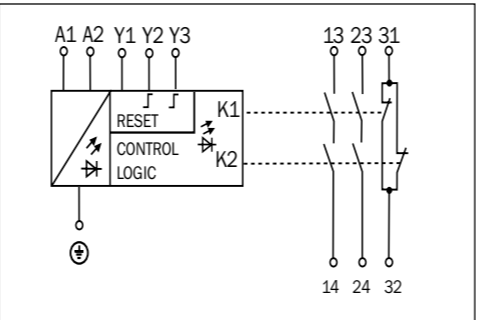 A1 A2 Y1 Y2 Y3 13 23 31
RESET K1
CONTROL K2
LOGIC
14 24 32